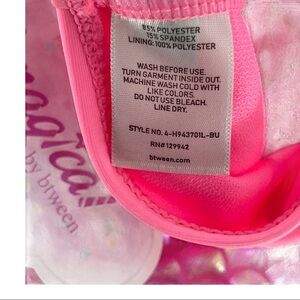 85% POLYESTER
15% SPANDEX
LINING: 100% POLYESTER
WASH BEFORE USE.
TURN GARMENT INSIDE OUT.
MACHINE WASH COLD WITH
LIKE COLORS.
DO NOT USE BLEACH.
LINE DRY.
STYLE NO. 4-H943701L-BU
RN#129942
btween.com
magical
by btween